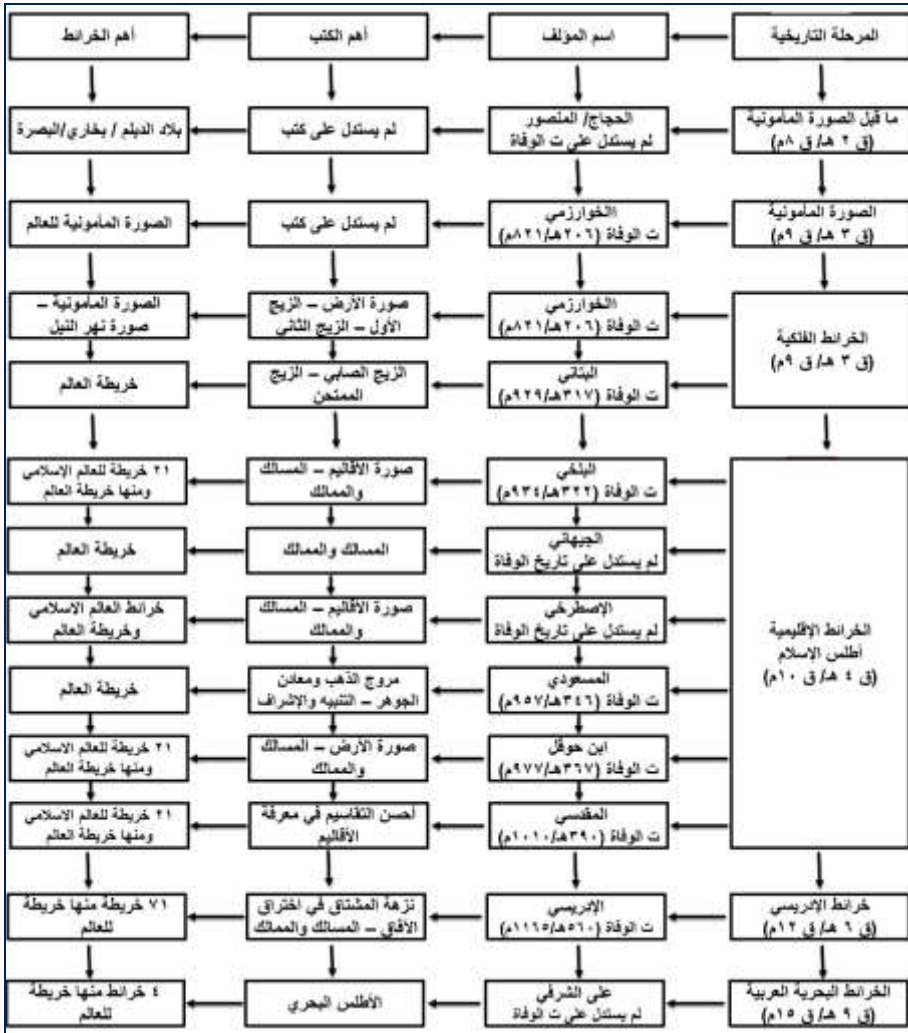 المرحلة التاريخية
اسم المؤلف
أهم الكتب
أهم الخرائط
ما قبل الصورة المأمونية
(ق ٢ هـ/ ق ٨م)
الحجاج/ المنصور
لم يستدل على ت الوفاة
لم يستدل على كتب
بلاد الديلم / بخاري/البصرة
الصورة المأمونية
(ق ٣ هـ/ ق ٩م)
االخوارزمي
ت الوفاة (٢٠٦هـ/٨٢١م)
لم يستدل على كتب
الصورة المأمونية للعالم
الخرائط الفلكية
(ق ٣ هـ/ ق ٩م)
االخوارزمي
ت الوفاة (٢٠٦هـ/٨٢١م)
صورة الأرض – الزيج
الأول – الزيج الثاني
الصورة المأمونية –
صورة نهر النيل
البتاني
ت الوفاة (٣١٧هـ/٩٢٩م)
الزيج الصابي – الزيج
الممتحن
خريطة العالم
الخرائط الإقليمية
أطلس الإسلام
(ق ٤ هـ/ ق ١٠م)
البلخي
ت الوفاة (٣٢٢هـ/٩٣٤م)
صورة الأقاليم – المسالك
والممالك
٢١ خريطة للعالم الإسلامي
ومنها خريطة العالم
الجيهاني
لم يستدل على تاريخ الوفاة
المسالك والممالك
خريطة العالم
الإصطرخي
لم يستدل على تاريخ الوفاة
صورة الأقاليم – المسالك
والممالك
خرائط العالم الاسلامي
وخريطة العالم
المسعودي
ت الوفاة (٣٤٦هـ/٩٥٧م)
مروج الذهب ومعادن
الجوهر – التنبيه والإشراف
خريطة العالم
ابن حوقل
ت الوفاة (٣٦٧هـ/٩٧٧م)
صورة الأرض – المسالك
والممالك
٢١ خريطة للعالم الاسلامي
ومنها خريطة العالم
المقدسي
ت الوفاة (٣٩٠هـ/١٠١٠م)
أحسن التقاسيم في معرفة
الأقاليم
٢١ خريطة للعالم الاسلامي
ومنها خريطة العالم
خرائط الإدريسي
(ق ٦ هـ/ ق ١٢م)
الإدريسي
ت الوفاة (٥٦٠هـ/١١٦٥م)
نزهة المشتاق في اختراق
الآفاق – المسالك والممالك
٧١ خريطة منها خريطة
للعالم
الخرائط البحرية العربية
(ق ٩ هـ/ ق ١٥م)
على الشرفي
لم يستدل على ت الوفاة
الأطلس البحري
٤ خرائط منها خريطة
للعالم